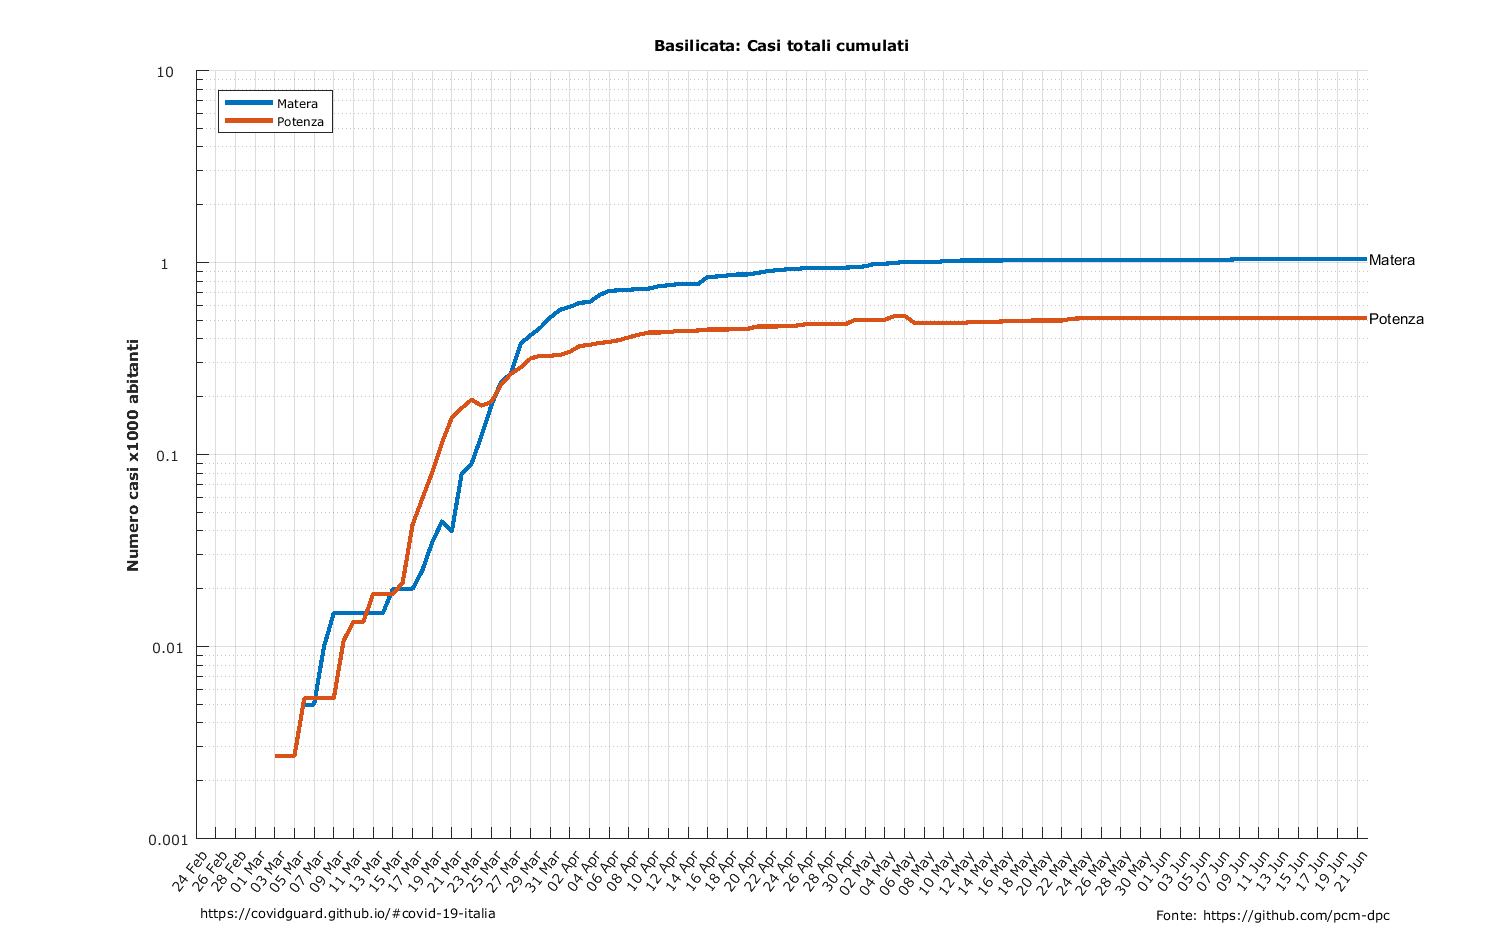 Basilicata: Casi totali cumulati
10
1
0.1
0.01
0.001
Numero casi x1000 abitanti
Matera
Potenza
Matera
Potenza
24 Feb
26 Feb
28 Feb
01 Mar
03 Mar
05 Mar
07 Mar
09 Mar
11 Mar
13 Mar
15 Mar
17 Mar
19 Mar
21 Mar
23 Mar
25 Mar
27 Mar
29 Mar
31 Mar
02 Apr
04 Apr
06 Apr
08 Apr
10 Apr
12 Apr
14 Apr
16 Apr
18 Apr
20 Apr
22 Apr
24 Apr
26 Apr
28 Apr
30 Apr
02 May
04 May
06 May
08 May
10 May
12 May
14 May
16 May
18 May
20 May
22 May
24 May
26 May
28 May
30 May
01 Jun
03 Jun
05 Jun
07 Jun
09 Jun
11 Jun
13 Jun
15 Jun
17 Jun
19 Jun
21 Jun
https://covidguard.github.io/#covid-19-italia
Fonte: https://github.com/pcm-dpc